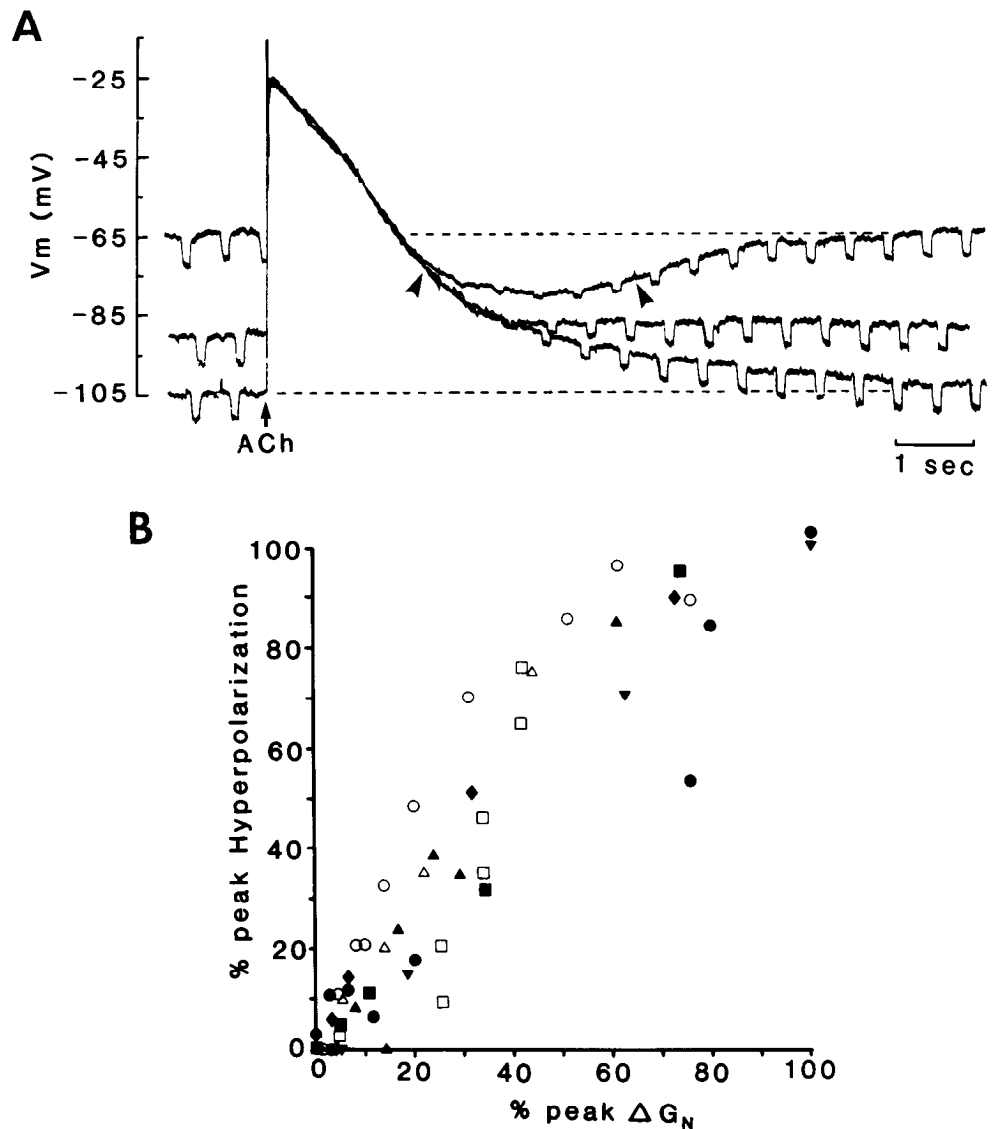 A
Vm (mV)
-25
-45
-65
-85
-105
ACh
1 sec
B
% peak Hyperpolarization
100
80
60
40
20
0
0 20 40 60 80 100
% peak ΔG_N